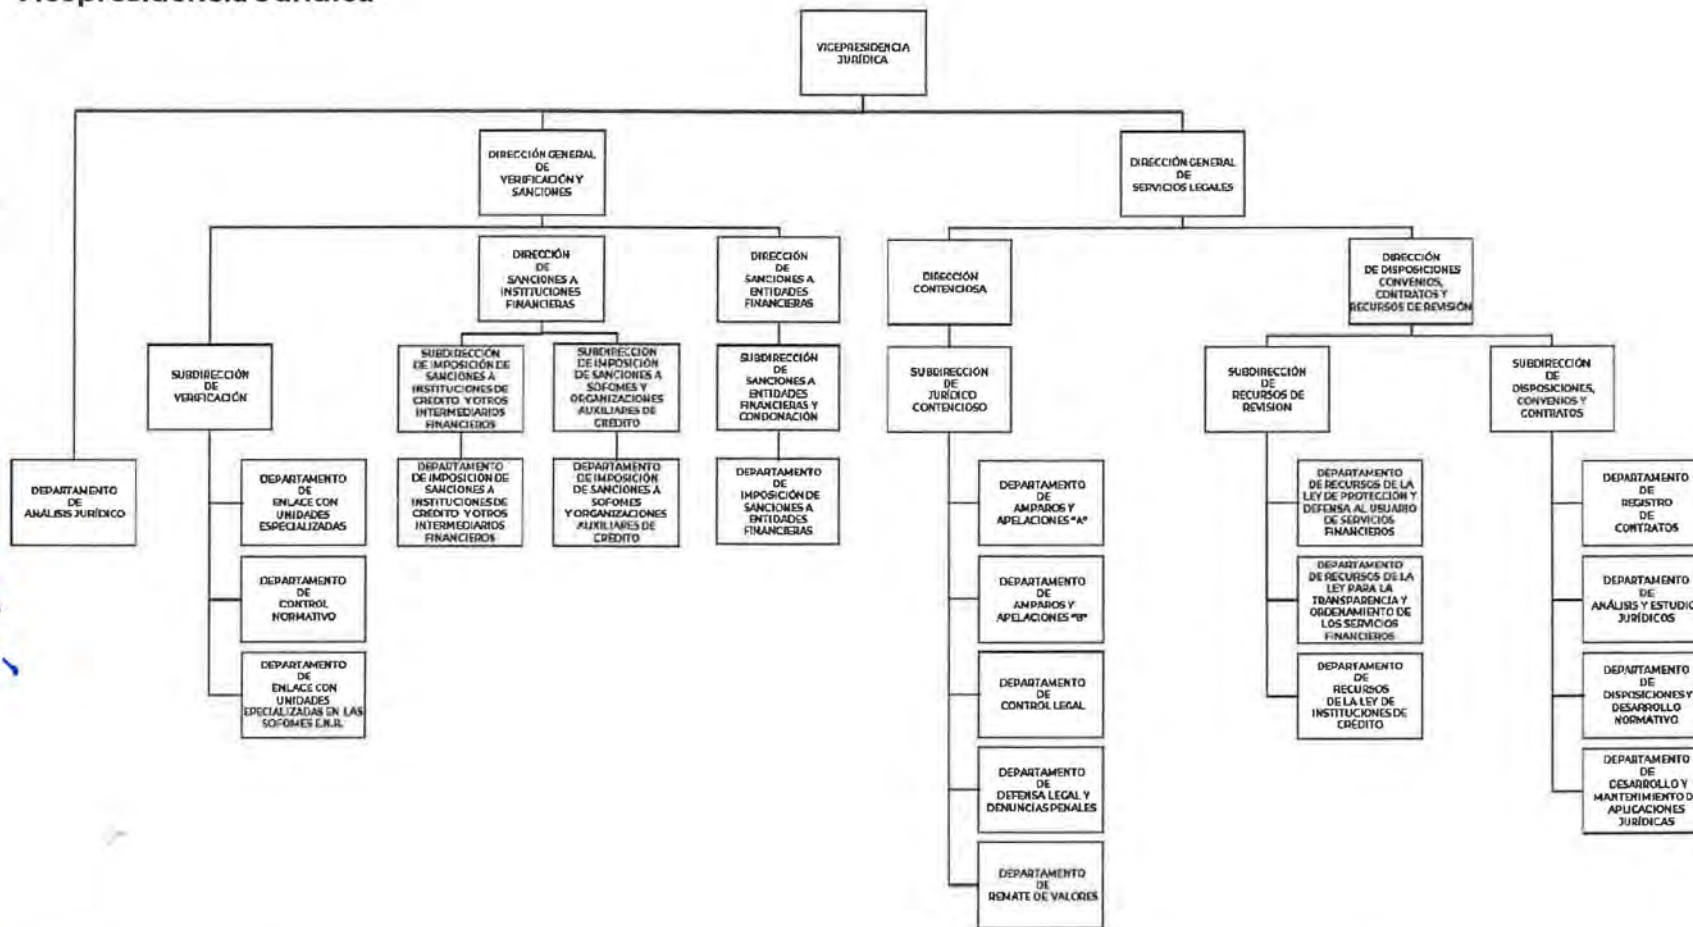 VICEPRESIDENCIA
JURÍDICA
DIRECCIÓN GENERAL
DE
VERIFICACIÓN Y
SANCIONES
DIRECCIÓN GENERAL
DE
SERVICIOS LEGALES
DIRECCIÓN
DE
SANCIONES A
INSTITUCIONES
FINANCIERAS
DIRECCIÓN
DE
SANCIONES A
ENTIDADES
FINANCIERAS
DIRECCIÓN
CONTENCIOSA
DIRECCIÓN
DE DISPOSICIONES
CONVENIOS,
CONTRATOS Y
RECURSOS DE REVISIÓN
SUBDIRECCIÓN
DE
VERIFICACIÓN
SUBDIRECCIÓN
DE IMPOSICIÓN DE
SANCIONES A
INSTITUCIONES DE
CRÉDITO Y OTROS
INTERMEDIARIOS
FINANCIEROS
SUBDIRECCIÓN
DE IMPOSICIÓN
DE SANCIONES A
SOFOMES Y
ORGANIZACIONES
AUXILIARES DE
CRÉDITO
SUBDIRECCIÓN
DE
SANCIONES A
ENTIDADES
FINANCIERAS Y
CONDONACIÓN
SUBDIRECCIÓN
DE
JURÍDICO
CONTENCIOSO
SUBDIRECCIÓN
DE
RECURSOS DE
REVISION
SUBDIRECCIÓN
DE
DISPOSICIONES,
CONVENIOS Y
CONTRATOS
DEPARTAMENTO
DE
ANÁLISIS JURÍDICO
DEPARTAMENTO
DE
ENLACE CON
UNIDADES
ESPECIALIZADAS
DEPARTAMENTO
DE IMPOSICIÓN DE
SANCIONES A
INSTITUCIONES DE
CRÉDITO Y OTROS
INTERMEDIARIOS
FINANCIEROS
DEPARTAMENTO
DE IMPOSICIÓN
DE SANCIONES A
SOFOMES
Y ORGANIZACIONES
AUXILIARES DE
CRÉDITO
DEPARTAMENTO
DE
IMPOSICIÓN DE
SANCIONES A
ENTIDADES
FINANCIERAS
DEPARTAMENTO
DE
AMPAROS Y
APELACIONES "A"
DEPARTAMENTO
DE RECURSOS DE LA
LEY DE PROTECCIÓN Y
DEFENSA AL USUARIO
DE SERVICIOS
FINANCIEROS
DEPARTAMENTO
DE
REGISTRO
DE
CONTRATOS
DEPARTAMENTO
DE
CONTROL
NORMATIVO
DEPARTAMENTO
DE
AMPAROS Y
APELACIONES "B"
DEPARTAMENTO
DE RECURSOS DE LA
LEY PARA LA
TRANSPARENCIA Y
ORDENAMIENTO DE
LOS SERVICIOS
FINANCIEROS
DEPARTAMENTO
DE
ANÁLISIS Y ESTUDIO
JURÍDICOS
DEPARTAMENTO
DE
ENLACE CON
UNIDADES
EPECIALIZADAS EN LAS
SOFOMES E.N.R.
DEPARTAMENTO
DE
CONTROL LEGAL
DEPARTAMENTO
DE
RECURSOS
DE LA LEY DE
INSTITUCIONES DE
CRÉDITO
DEPARTAMENTO
DE
DISPOSICIONES Y
DESARROLLO
NORMATIVO
DEPARTAMENTO
DE
DEFENSA LEGAL Y
DENUNCIAS PENALES
DEPARTAMENTO
DE
DESARROLLO Y
MANTENIMIENTO D
APLICACIONES
JURÍDICAS
DEPARTAMENTO
DE
REMATE DE VALORES